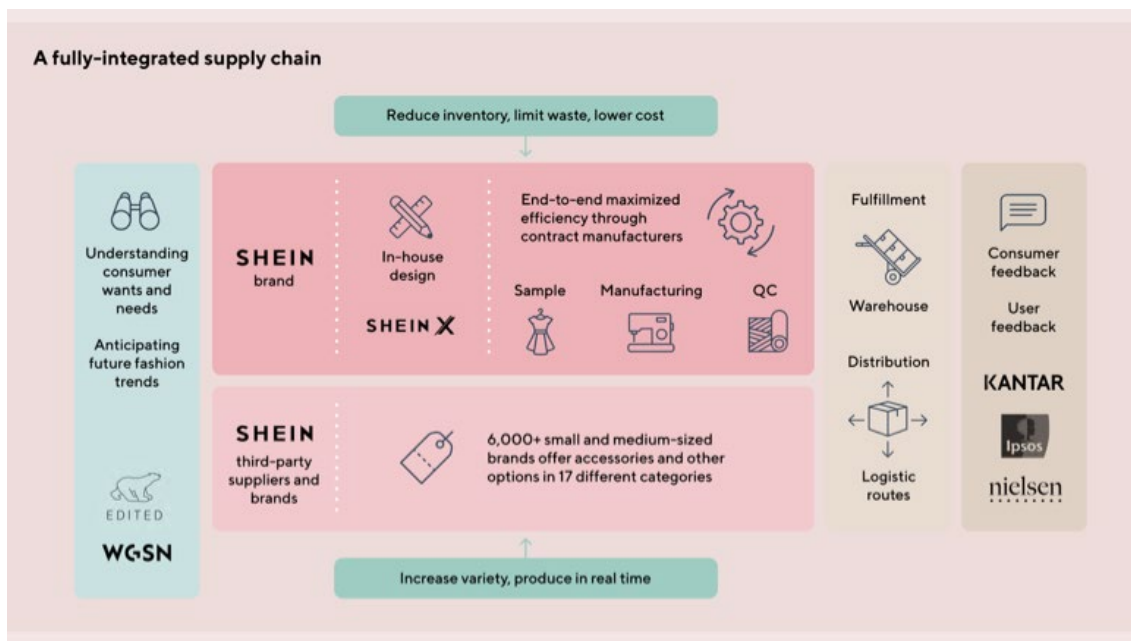 A fully-integrated supply chain
Reduce inventory, limit waste, lower cost
Understanding
consumer
wants and
needs
Anticipating
future fashion
trends
EDITED
WGSN
SHEIN
brand
In-house
design
SHEIN X
End-to-end maximized
efficiency through
contract manufacturers
Sample
Manufacturing
QC
SHEIN
third-party
suppliers and
brands
6,000+ small and medium-sized
brands offer accessories and other
options in 17 different categories
Increase variety, produce in real time
Fulfillment
Warehouse
Distribution
Logistic
routes
Consumer
feedback
User
feedback
KANTAR
Ipsos
nielsen